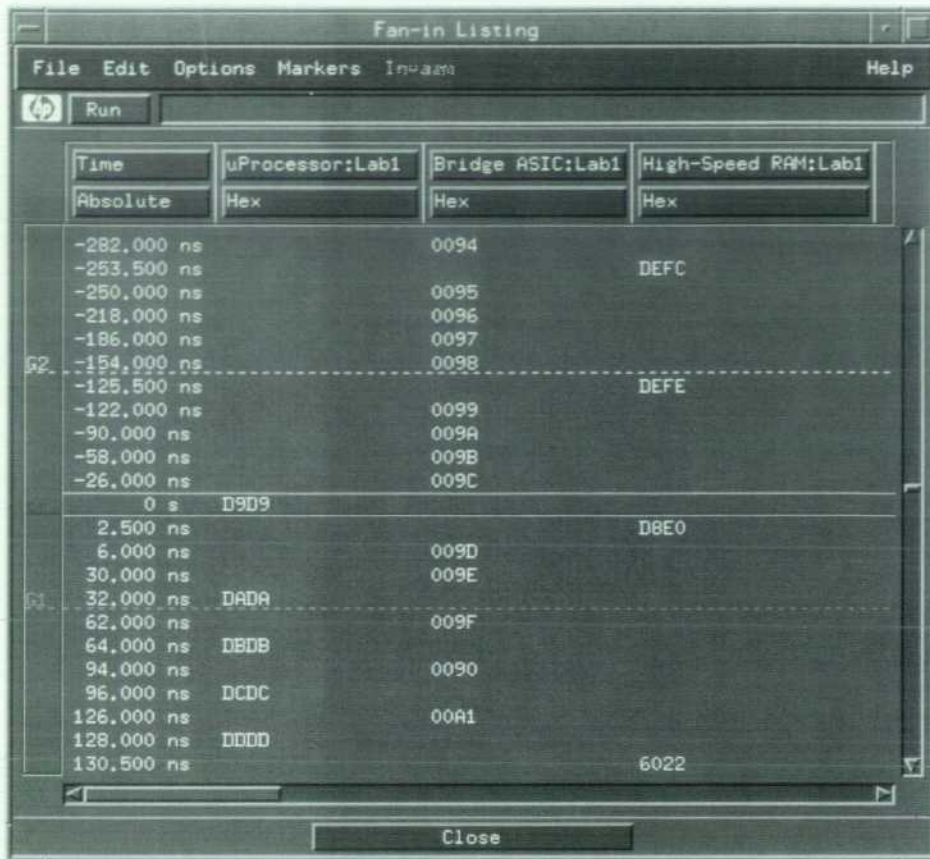 Fan-in Listing
File Edit Options Markers Invasm Help
hp Run
Time uProcessor:Lab1 Bridge ASIC:Lab1 High-Speed RAM:Lab1
Absolute Hex Hex Hex
-282.000 ns 0094
-253.500 ns DEFC
-250.000 ns 0095
-218.000 ns 0096
-186.000 ns 0097
G2 -154.000 ns 0098
-125.500 ns DEFE
-122.000 ns 0099
-90.000 ns 009A
-58.000 ns 009B
-26.000 ns 009C
0 s D9D9
2.500 ns D8E0
6.000 ns 009D
30.000 ns 009E
G1 32.000 ns DADA
62.000 ns 009F
64.000 ns DBDB
94.000 ns 0090
96.000 ns DCDC
126.000 ns 00A1
128.000 ns DDDD
130.500 ns 6022
Close